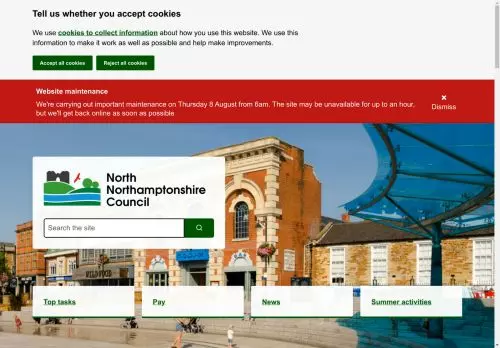 Tell us whether you accept cookies
We use cookies to collect information about how you use this website. We use this
information to make it work as well as possible and help make improvements.
Accept all cookies
Reject all cookies
Website maintenance
We're carrying out important maintenance on Thursday 8 August from 6am. The site may be unavailable for up to an hour,
but we'll get back online as soon as possible
× Dismiss
North
Northamptonshire
Council
Search the site
Top tasks
Pay
News
Summer activities